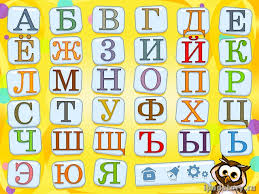 А Б В Г Д Е
Ё Ж З И Й К
Л М Н О П Р
С Т У Ф Х Ц
Ч Ш Щ Ъ Ы Ь
Э Ю Я